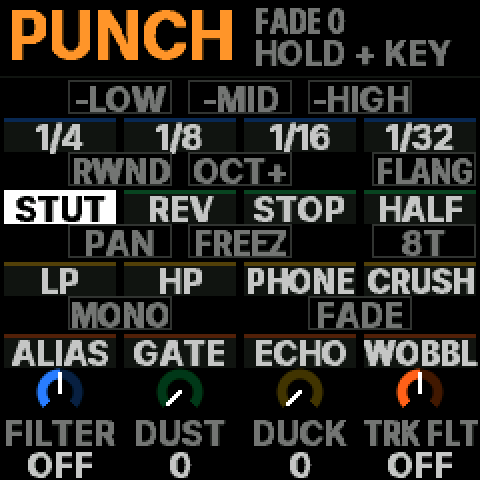 PUNCH FADE 0
HOLD + KEY
-LOW -MID -HIGH
1/4 1/8 1/16 1/32
RWND OCT+ FLANG
STUT REV STOP HALF
PAN FREEZ 8T
LP HP PHONE CRUSH
MONO FADE
ALIAS GATE ECHO WOBBL
FILTER DUST DUCK TRK FLT
OFF 0 0 OFF